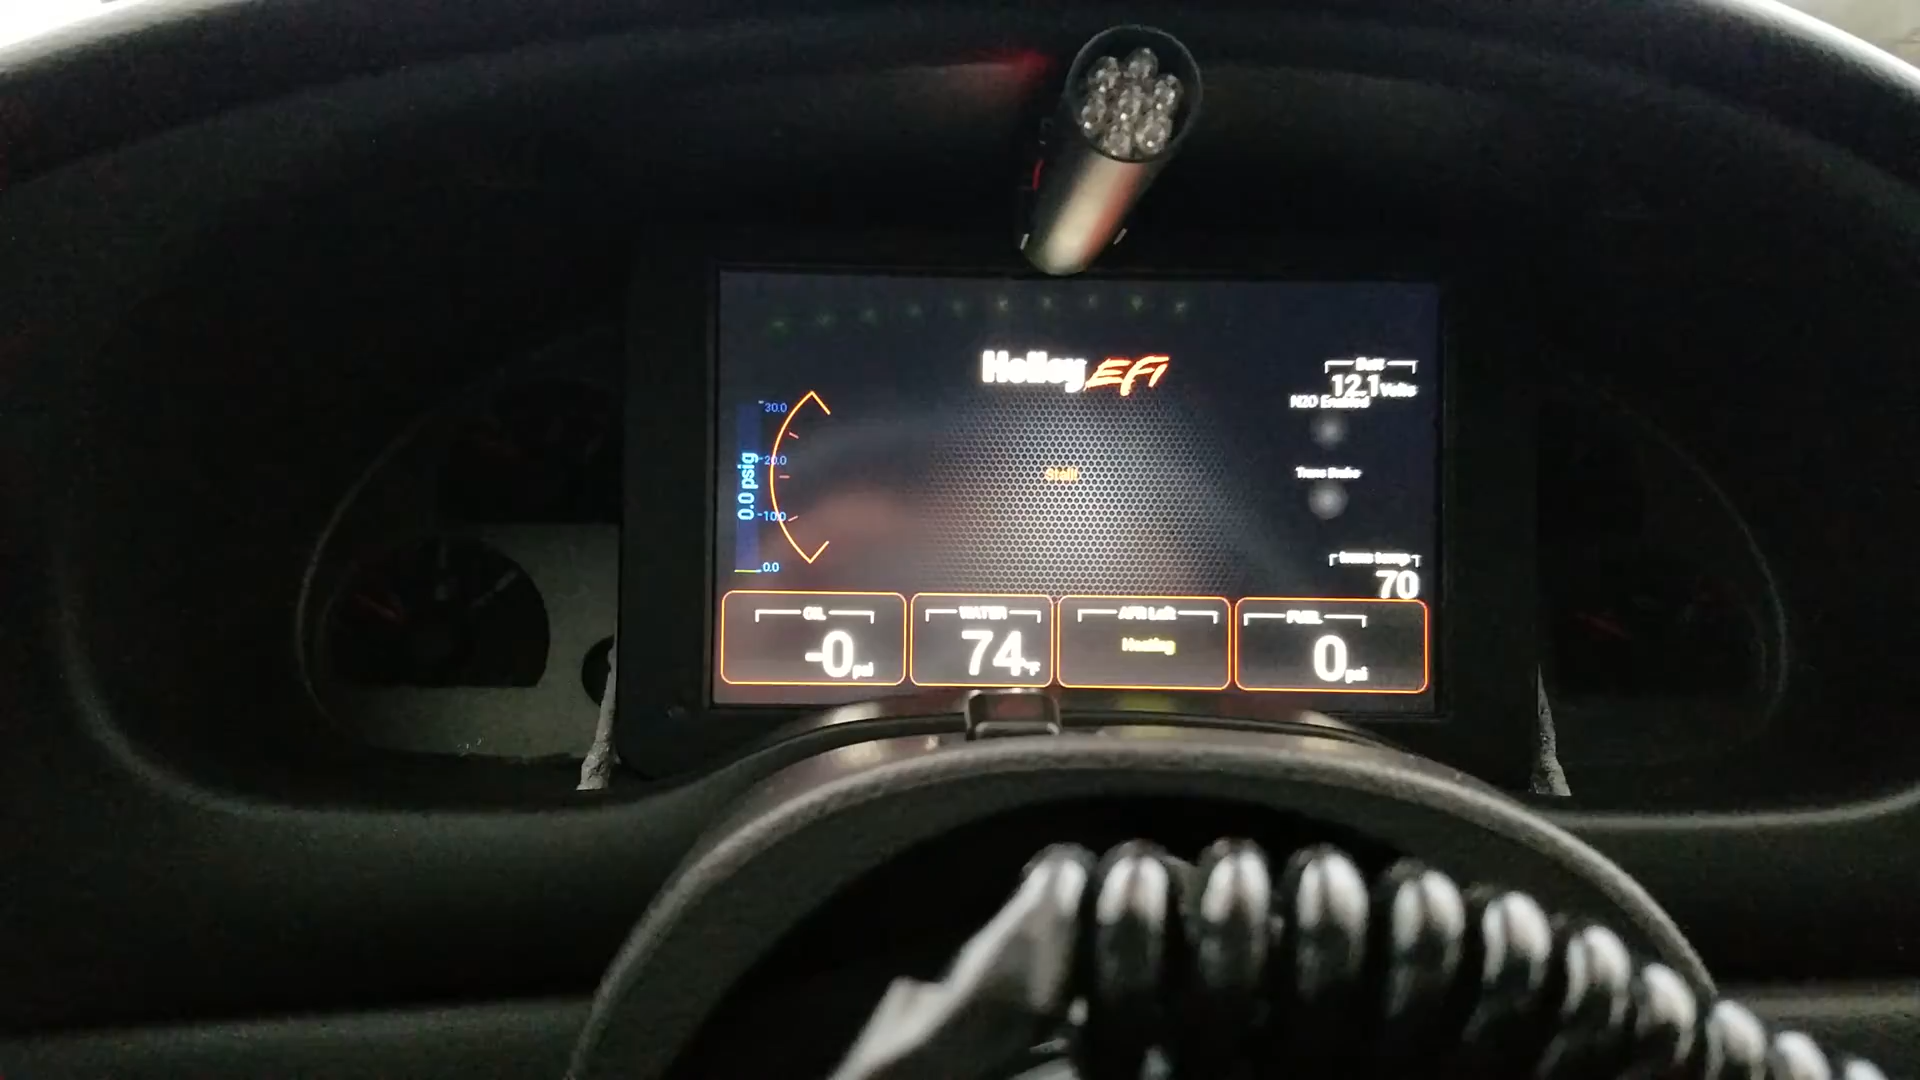 Holley EFI
Batt
12.1 Volts
N2O Enabled
30.0
20.0
10.0
0.0
0.0 psig
Stall
Trans Brake
trans temp
70
OIL
-0 psi
WATER
74 °F
AFR Left
Heating
FUEL
0 psi